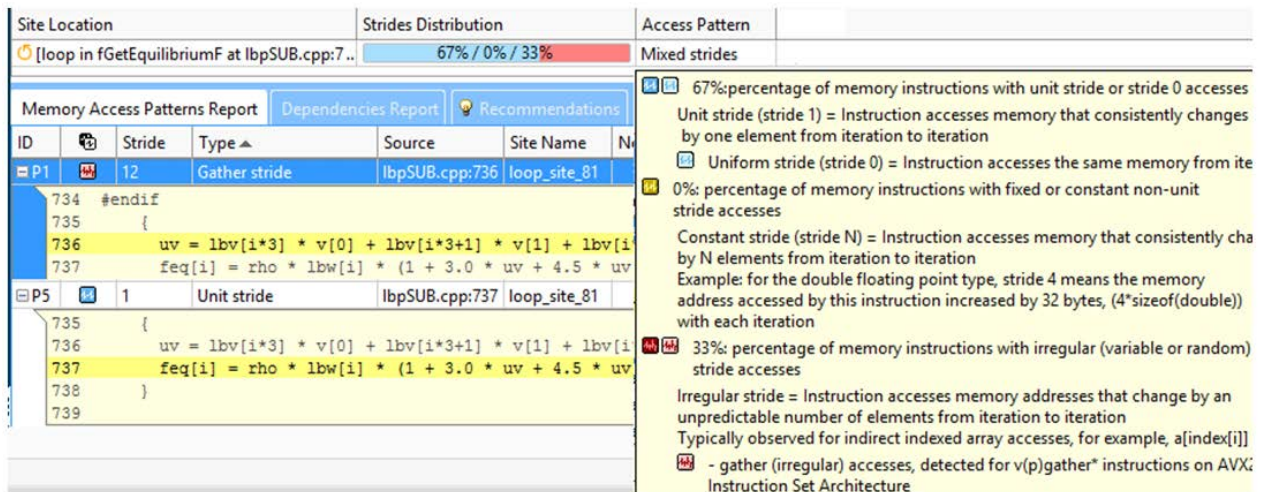 Site Location Strides Distribution Access Pattern
[loop in fGetEquilibriumF at lbpSUB.cpp:7.. 67% / 0% / 33% Mixed strides
Memory Access Patterns Report Dependencies Report Recommendations
ID Stride Type Source Site Name
P1 12 Gather stride lbpSUB.cpp:736 loop_site_81
734 #endif
735 {
736 uv = lbv[i*3] * v[0] + lbv[i*3+1] * v[1] +
737 feq[i] = rho * lbw[i] * (1 + 3.0 * uv + 4.5 * uv
P5 1 Unit stride lbpSUB.cpp:737 loop_site_81
735 {
736 uv = lbv[i*3] * v[0] + lbv[i*3+1] * v[1] +
737 feq[i] = rho * lbw[i] * (1 + 3.0 * uv + 4.5 * uv
738 }
739
67%:percentage of memory instructions with unit stride or stride 0 accesses
Unit stride (stride 1) = Instruction accesses memory that consistently changes
by one element from iteration to iteration
Uniform stride (stride 0) = Instruction accesses the same memory from
0%: percentage of memory instructions with fixed or constant non-unit
stride accesses
Constant stride (stride N) = Instruction accesses memory that consistently
by N elements from iteration to iteration
Example: for the double floating point type, stride 4 means the memory
address accessed by this instruction increased by 32 bytes, (4*sizeof(double))
with each iteration
33%: percentage of memory instructions with irregular (variable or random)
stride accesses
Irregular stride = Instruction accesses memory addresses that change by an
unpredictable number of elements from iteration to iteration
Typically observed for indirect indexed array accesses, for example, a[index[i]]
- gather (irregular) accesses, detected for v(p)gather* instructions on AVX2
Instruction Set Architecture